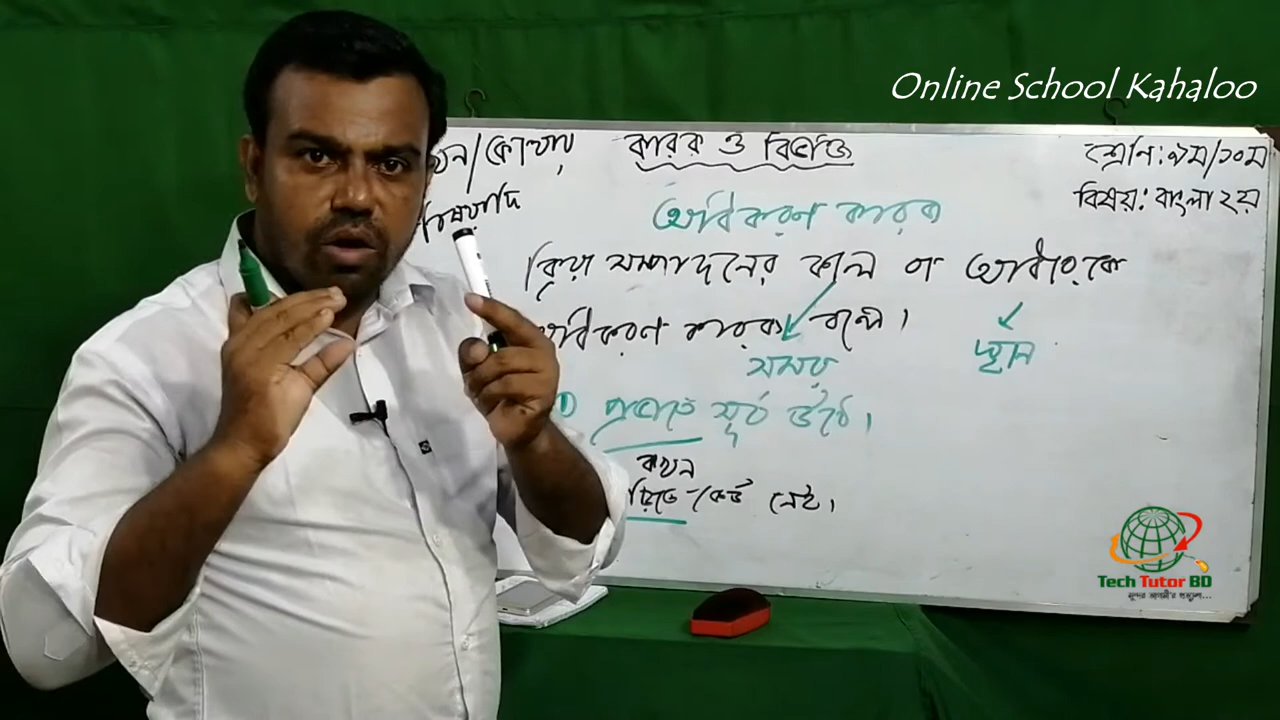 Online School Kahaloo
কোথায় কারক ও বিভক্তি শ্রেণি: ৯ম/১০ম
বিষয়াদি বিষয়: বাংলা ২য়
অধিকরণ কারক
ক্রিয়া সম্পাদনের কাল বা আধারকে
অধিকরণ কারক বলে।
সময় স্থান
প্রভাতে সূর্য উঠে।
কখন
কেউ নেই।
Tech Tutor BD